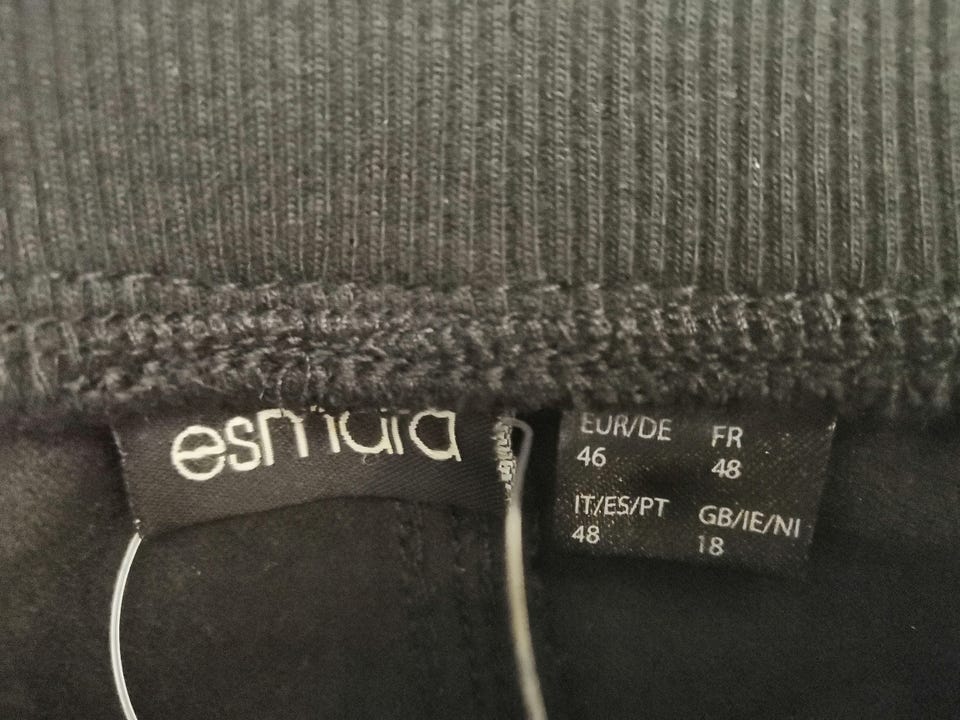 esmara
EUR/DE
46
FR
48
IT/ES/PT
48
GB/IE/NI
18